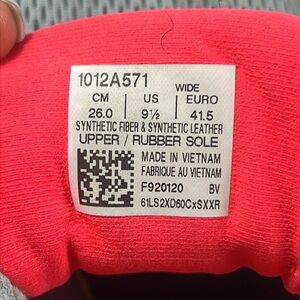 1012A571
WIDE
CM | US | EURO
26.0 | 9½ | 41.5
SYNTHETIC FIBER & SYNTHETIC LEATHER
UPPER / RUBBER SOLE
MADE IN VIETNAM
FABRIQUE AU VIETNAM
F920120 BV
61LS2XD60CxSXXR